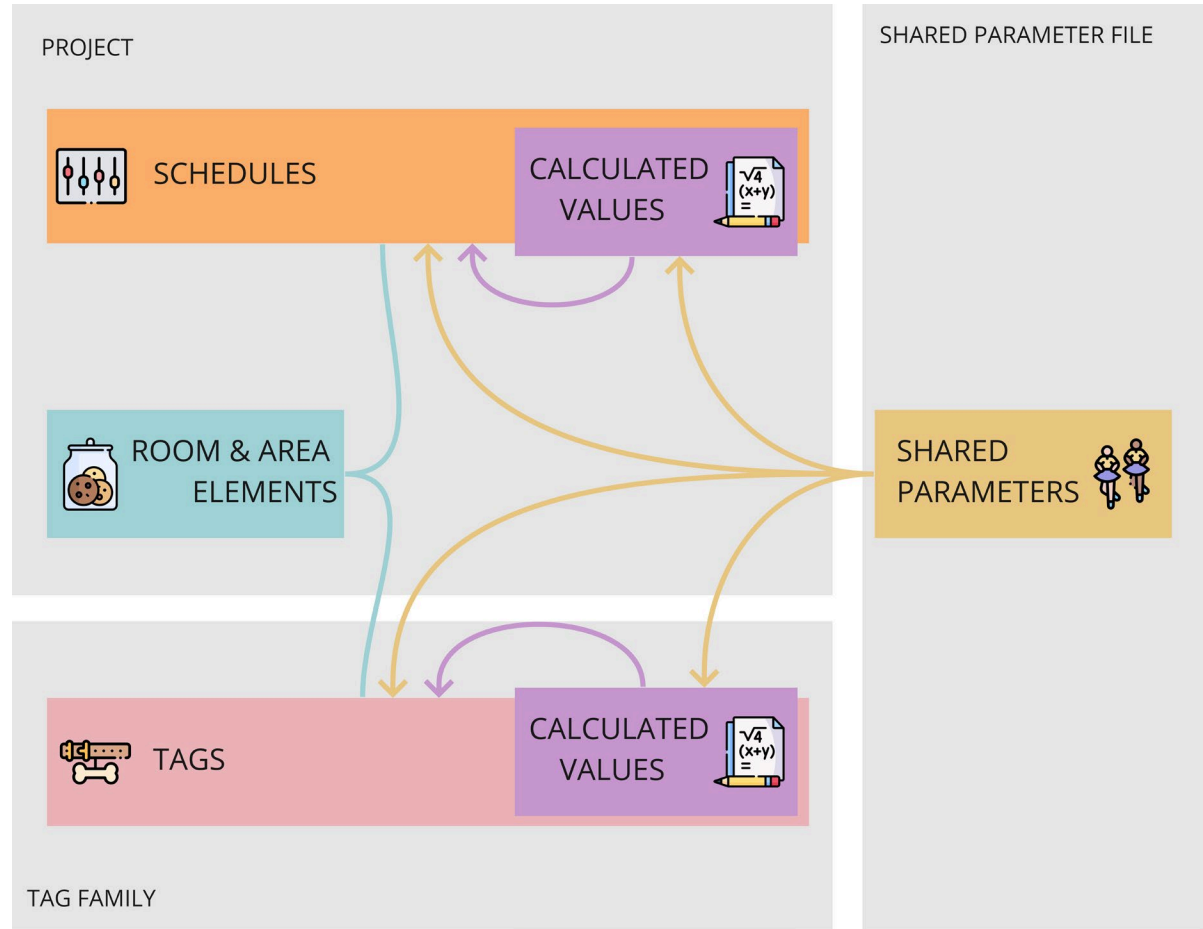 PROJECT
SHARED PARAMETER FILE
SCHEDULES
CALCULATED
VALUES
√4
(x+y)
=
ROOM & AREA
ELEMENTS
SHARED
PARAMETERS
TAGS
CALCULATED
VALUES
√4
(x+y)
=
TAG FAMILY